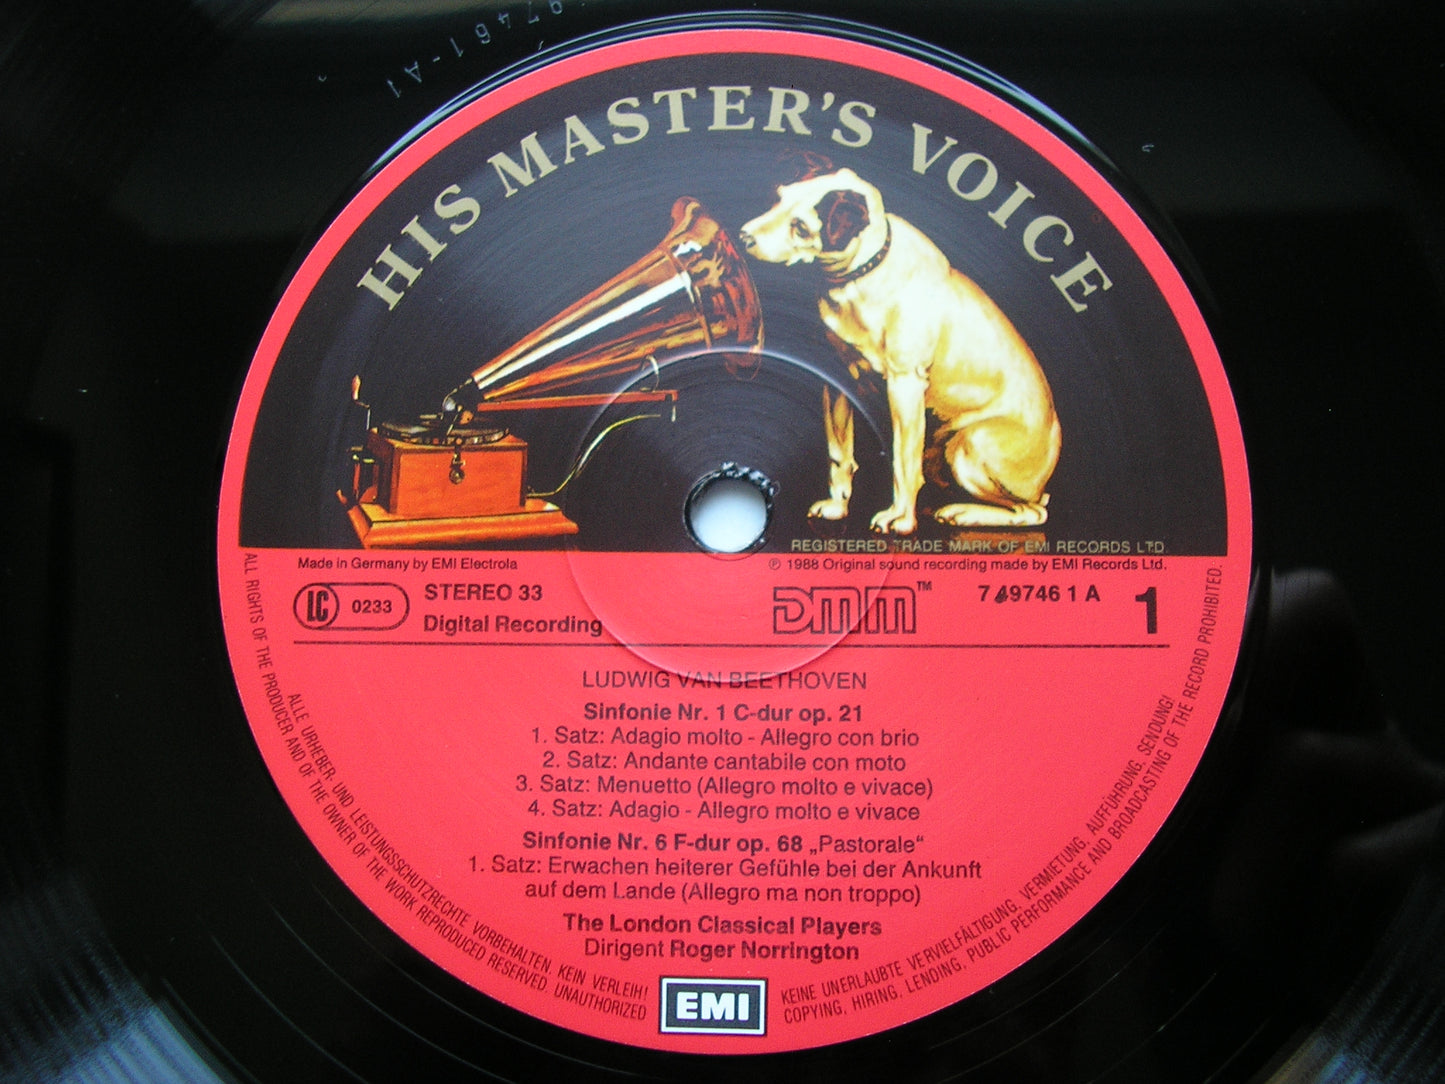 97461-A1
HIS MASTER'S VOICE
REGISTERED TRADE MARK OF EMI RECORDS LTD.
Made in Germany by EMI Electrola
℗ 1988 Original sound recording made by EMI Records Ltd.
LC 0233
STEREO 33
Digital Recording
DMM™
7 49746 1 A
1
LUDWIG VAN BEETHOVEN
Sinfonie Nr. 1 C-dur op. 21
1. Satz: Adagio molto - Allegro con brio
2. Satz: Andante cantabile con moto
3. Satz: Menuetto (Allegro molto e vivace)
4. Satz: Adagio - Allegro molto e vivace
Sinfonie Nr. 6 F-dur op. 68 „Pastorale“
1. Satz: Erwachen heiterer Gefühle bei der Ankunft
auf dem Lande (Allegro ma non troppo)
The London Classical Players
Dirigent Roger Norrington
EMI
ALLE URHEBER- UND LEISTUNGSSCHUTZRECHTE VORBEHALTEN. KEIN VERLEIH! KEINE UNERLAUBTE VERVIELFÄLTIGUNG, VERMIETUNG, AUFFÜHRUNG, SENDUNG!
ALL RIGHTS OF THE PRODUCER AND OF THE OWNER OF THE WORK REPRODUCED RESERVED. UNAUTHORIZED COPYING, HIRING, LENDING, PUBLIC PERFORMANCE AND BROADCASTING OF THE RECORD PROHIBITED.